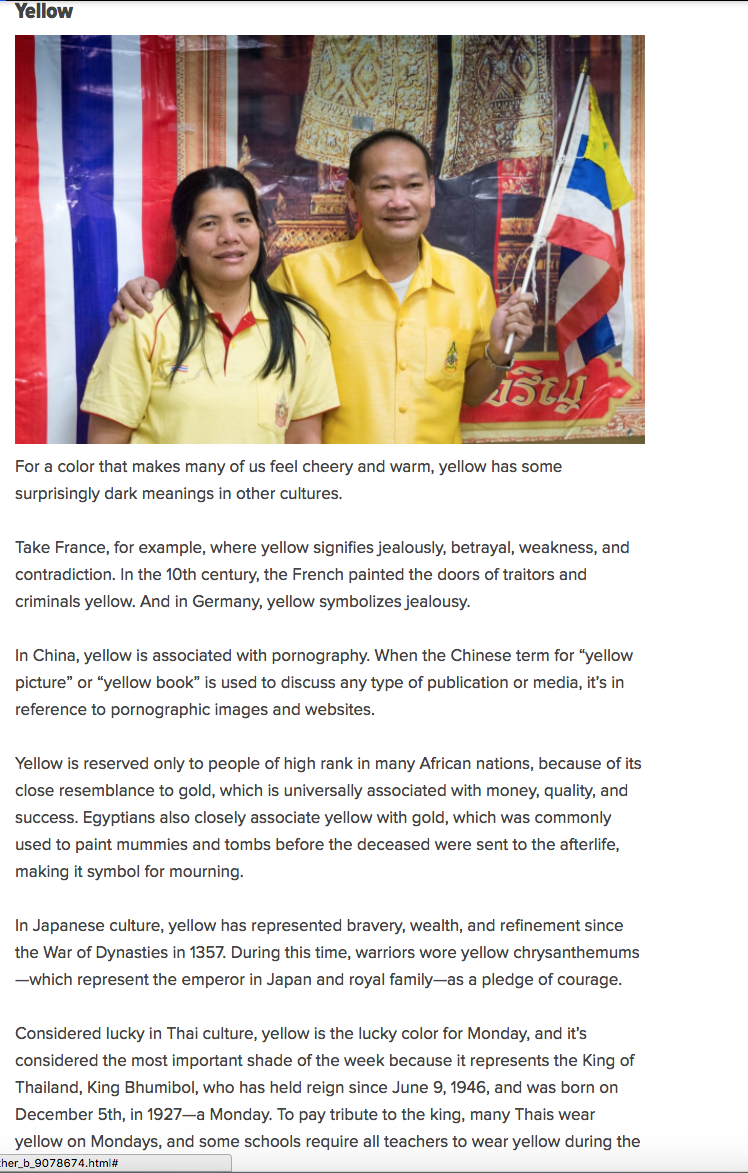 Yellow
ริญ
For a color that makes many of us feel cheery and warm, yellow has some
surprisingly dark meanings in other cultures.
Take France, for example, where yellow signifies jealously, betrayal, weakness, and
contradiction. In the 10th century, the French painted the doors of traitors and
criminals yellow. And in Germany, yellow symbolizes jealousy.
In China, yellow is associated with pornography. When the Chinese term for “yellow
picture” or “yellow book” is used to discuss any type of publication or media, it’s in
reference to pornographic images and websites.
Yellow is reserved only to people of high rank in many African nations, because of its
close resemblance to gold, which is universally associated with money, quality, and
success. Egyptians also closely associate yellow with gold, which was commonly
used to paint mummies and tombs before the deceased were sent to the afterlife,
making it symbol for mourning.
In Japanese culture, yellow has represented bravery, wealth, and refinement since
the War of Dynasties in 1357. During this time, warriors wore yellow chrysanthemums
—which represent the emperor in Japan and royal family—as a pledge of courage.
Considered lucky in Thai culture, yellow is the lucky color for Monday, and it’s
considered the most important shade of the week because it represents the King of
Thailand, King Bhumibol, who has held reign since June 9, 1946, and was born on
December 5th, in 1927—a Monday. To pay tribute to the king, many Thais wear
yellow on Mondays, and some schools require all teachers to wear yellow during the
her_b_9078674.html#